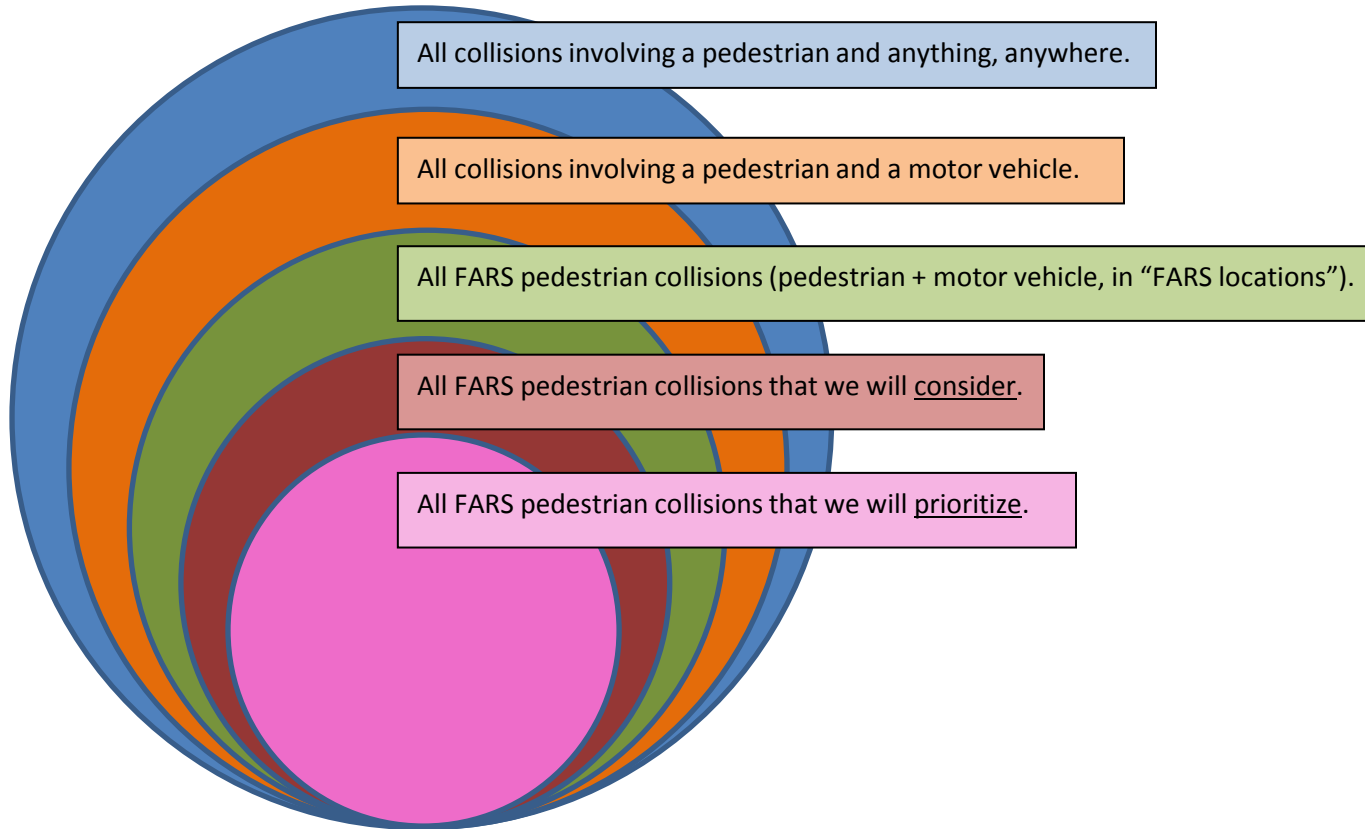 All collisions involving a pedestrian and anything, anywhere.
All collisions involving a pedestrian and a motor vehicle.
All FARS pedestrian collisions (pedestrian + motor vehicle, in “FARS locations”).
All FARS pedestrian collisions that we will consider.
All FARS pedestrian collisions that we will prioritize.